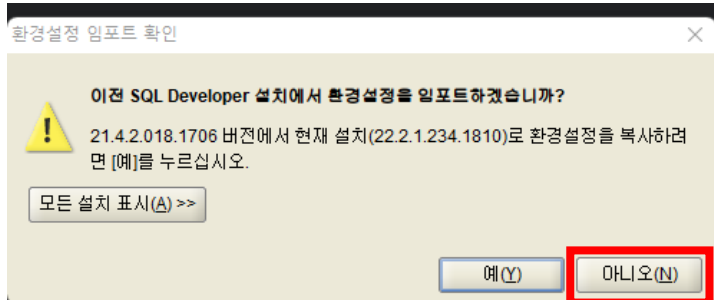 환경설정 임포트 확인
이전 SQL Developer 설치에서 환경설정을 임포트하겠습니까?
21.4.2.018.1706 버전에서 현재 설치(22.2.1.234.1810)로 환경설정을 복사하려
면 [예]를 누르십시오.
모든 설치 표시(A) >>
예(Y) 아니오(N)